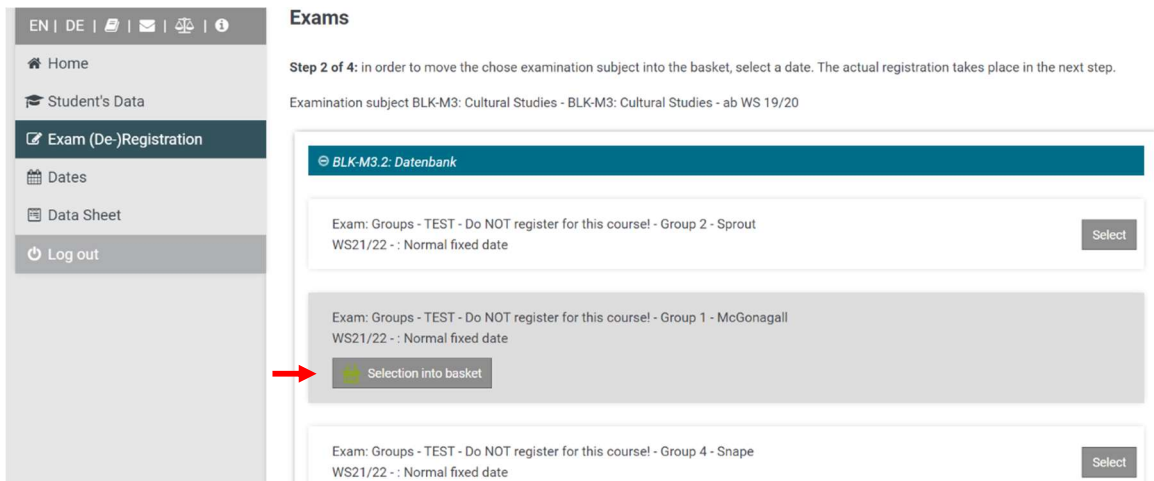 EN | DE | | | |
Home
Student's Data
Exam (De-)Registration
Dates
Data Sheet
Log out
Exams
Step 2 of 4: in order to move the chose examination subject into the basket, select a date. The actual registration takes place in the next step.
Examination subject BLK-M3: Cultural Studies - BLK-M3: Cultural Studies - ab WS 19/20
BLK-M3.2: Datenbank
Exam: Groups - TEST - Do NOT register for this course! - Group 2 - Sprout
WS21/22 - : Normal fixed date
Select
Exam: Groups - TEST - Do NOT register for this course! - Group 1 - McGonagall
WS21/22 - : Normal fixed date
Selection into basket
Exam: Groups - TEST - Do NOT register for this course! - Group 4 - Snape
WS21/22 - : Normal fixed date
Select